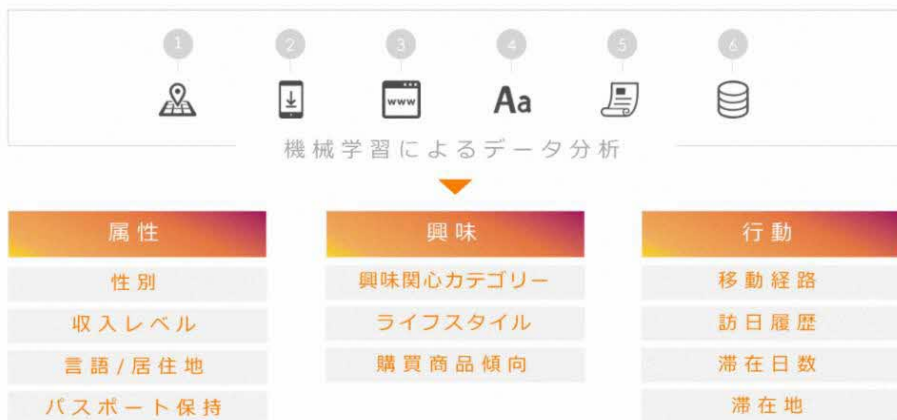 1 2 3 4 5 6
www Aa
機械学習によるデータ分析
属性
性別
収入レベル
言語/居住地
パスポート保持
興味
興味関心カテゴリー
ライフスタイル
購買商品傾向
行動
移動経路
訪日履歴
滞在日数
滞在地